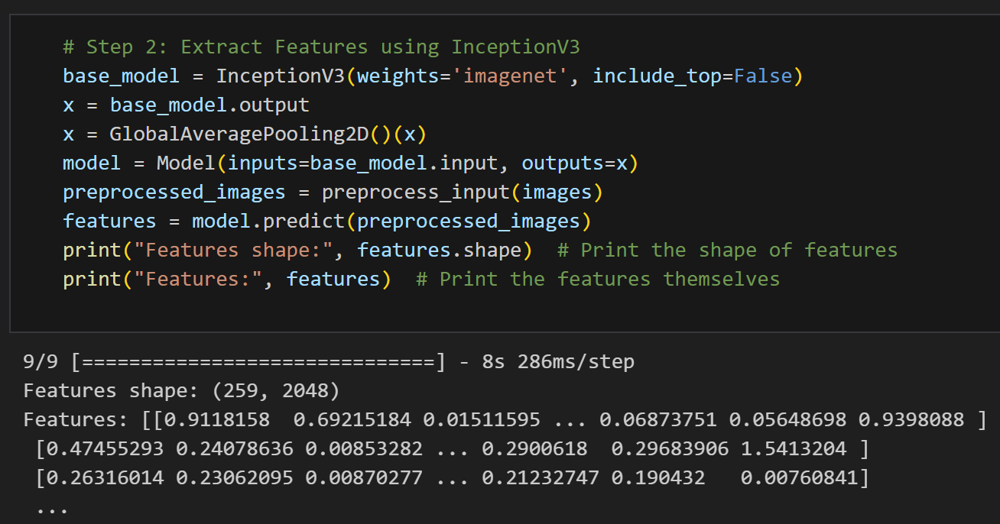 # Step 2: Extract Features using InceptionV3
base_model = InceptionV3(weights='imagenet', include_top=False)
x = base_model.output
x = GlobalAveragePooling2D()(x)
model = Model(inputs=base_model.input, outputs=x)
preprocessed_images = preprocess_input(images)
features = model.predict(preprocessed_images)
print("Features shape:", features.shape)  # Print the shape of features
print("Features:", features)  # Print the features themselves
9/9 [==============================] - 8s 286ms/step
Features shape: (259, 2048)
Features: [[0.9118158  0.69215184 0.01511595 ... 0.06873751 0.05648698 0.9398088 ]
 [0.47455293 0.24078636 0.00853282 ... 0.2900618  0.29683906 1.5413204 ]
 [0.26316014 0.23062095 0.00870277 ... 0.21232747 0.190432   0.00760841]
 ...